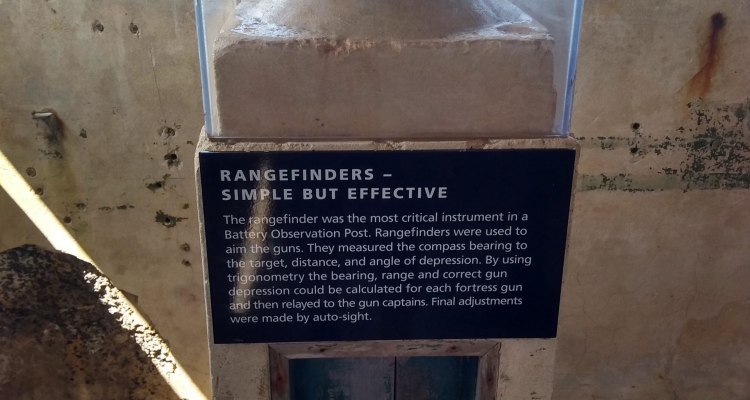 RANGEFINDERS –
SIMPLE BUT EFFECTIVE
The rangefinder was the most critical instrument in a
Battery Observation Post. Rangefinders were used to
aim the guns. They measured the compass bearing to
the target, distance, and angle of depression. By using
trigonometry the bearing, range and correct gun
depression could be calculated for each fortress gun
and then relayed to the gun captains. Final adjustments
were made by auto-sight.